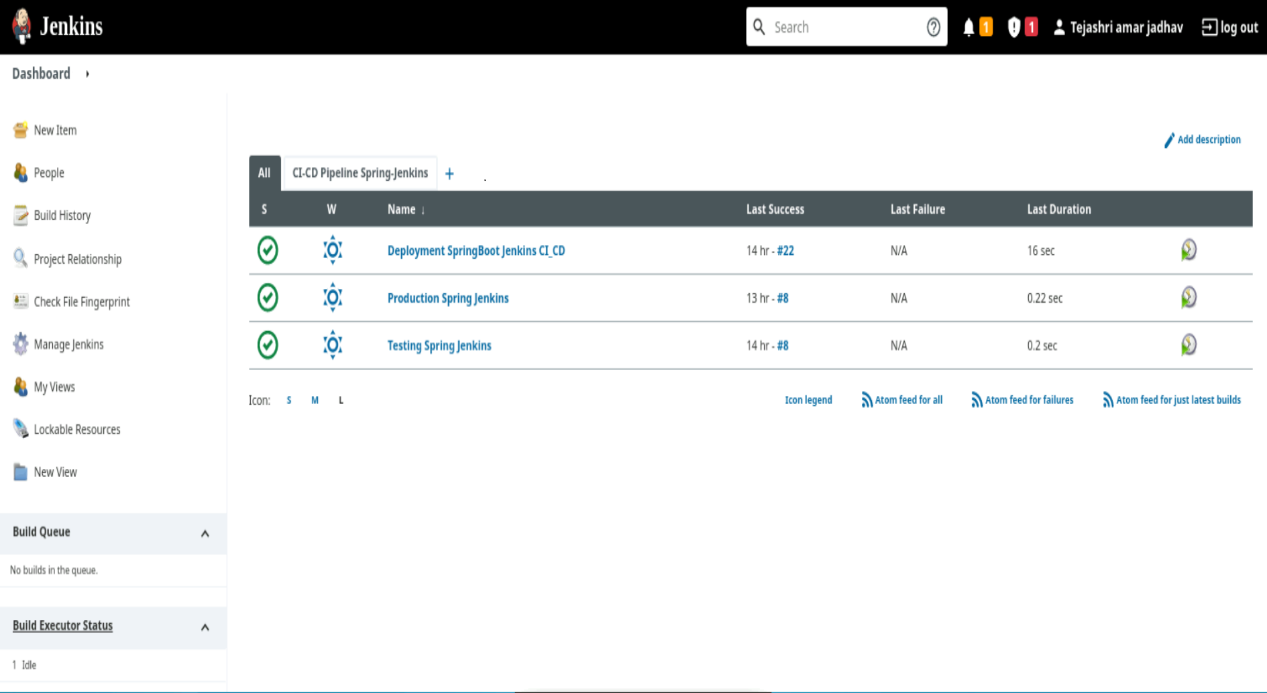 Jenkins
Search
1
1
Tejashri amar jadhav
log out
Dashboard
New Item
People
Build History
Project Relationship
Check File Fingerprint
Manage Jenkins
My Views
Lockable Resources
New View
Build Queue
No builds in the queue.
Build Executor Status
1 Idle
Add description
All CI-CD Pipeline Spring-Jenkins +
S W Name ↓ Last Success Last Failure Last Duration
Deployment SpringBoot Jenkins CI_CD 14 hr - #22 N/A 16 sec
Production Spring Jenkins 13 hr - #8 N/A 0.22 sec
Testing Spring Jenkins 14 hr - #8 N/A 0.2 sec
Icon: S M L Icon legend Atom feed for all Atom feed for failures Atom feed for just latest builds